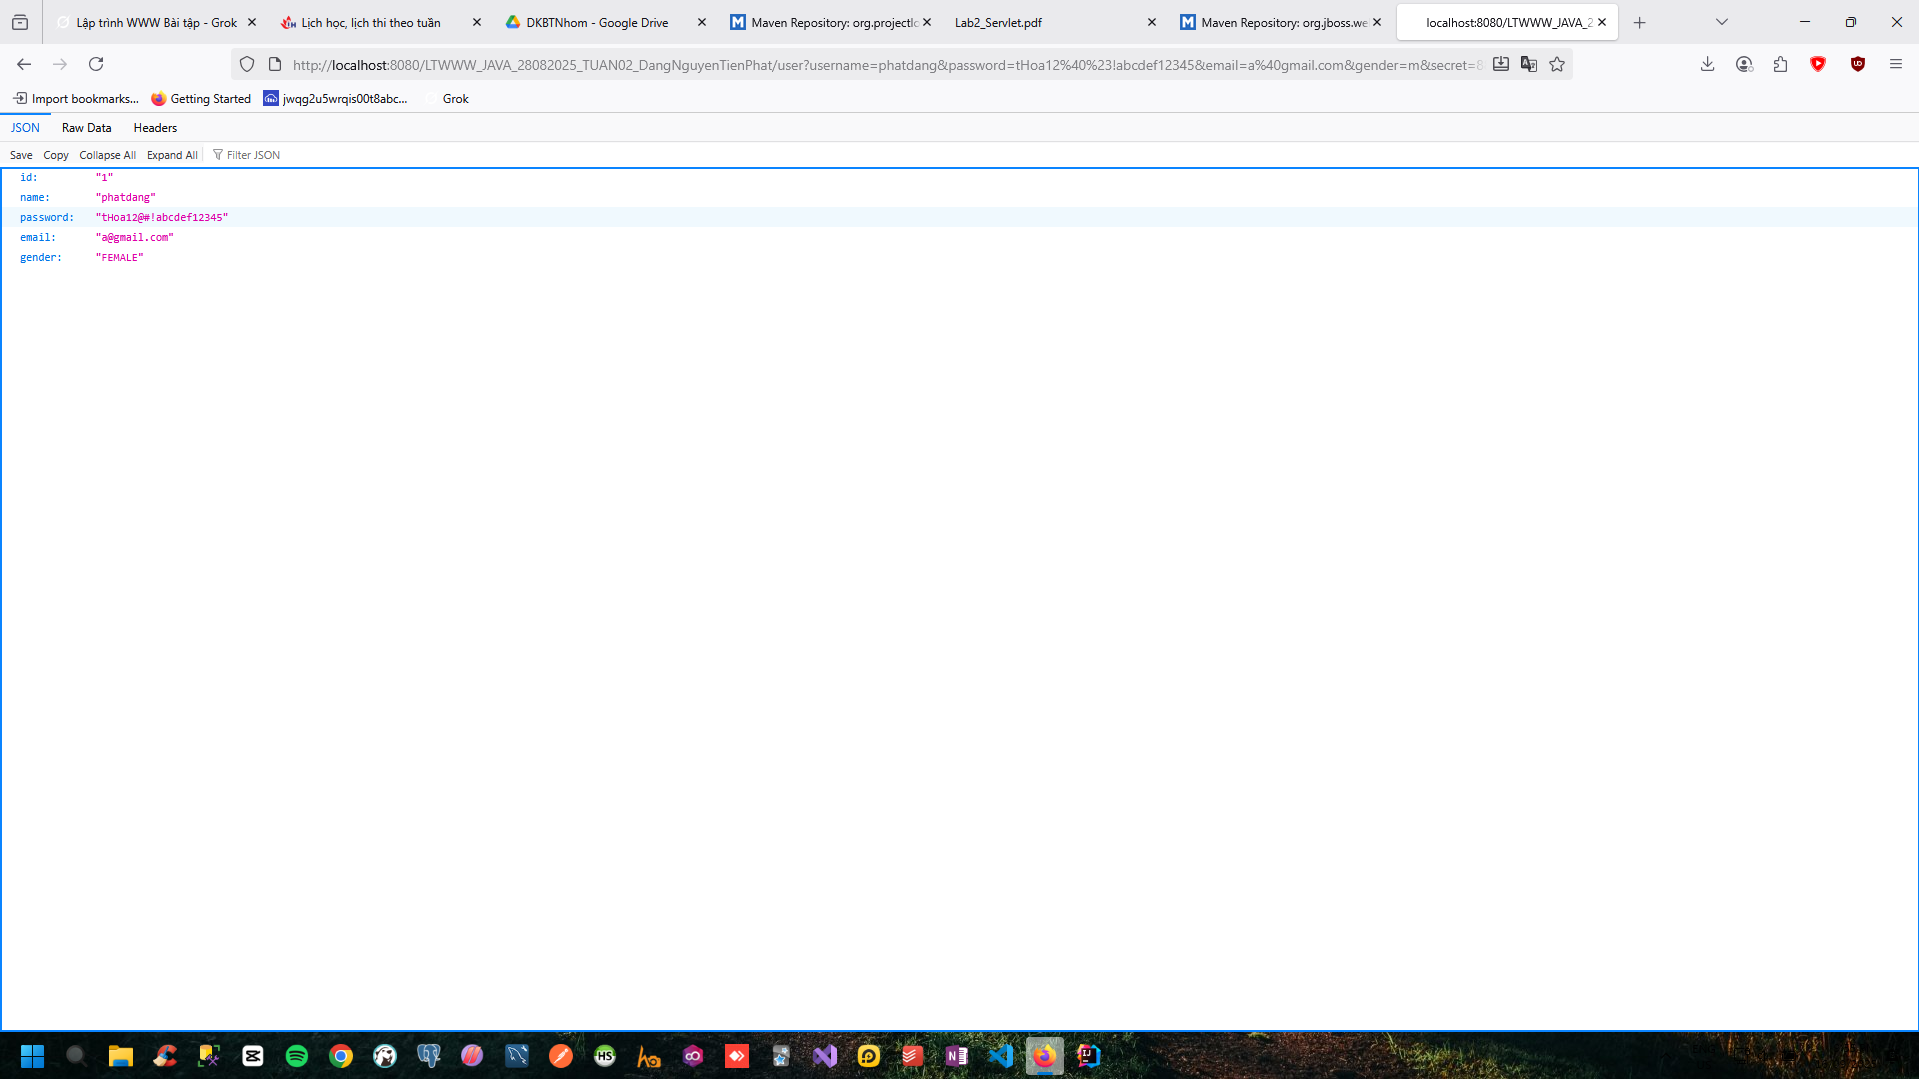 Lập trình WWW Bài tập - Grok
Lịch học, lịch thi theo tuần
DKBTNhom - Google Drive
Maven Repository: org.projectlo
Lab2_Servlet.pdf
Maven Repository: org.jboss.we
localhost:8080/LTWWW_JAVA_2
http://localhost:8080/LTWWW_JAVA_28082025_TUAN02_DangNguyenTienPhat/user?username=phatdang&password=tHoa12%40%23!abcdef12345&email=a%40gmail.com&gender=m&secret=8
Import bookmarks...
Getting Started
jwqg2u5wrqis00t8abc...
Grok
JSON
Raw Data
Headers
Save
Copy
Collapse All
Expand All
Filter JSON
id: "1"
name: "phatdang"
password: "tHoa12@#!abcdef12345"
email: "a@gmail.com"
gender: "FEMALE"